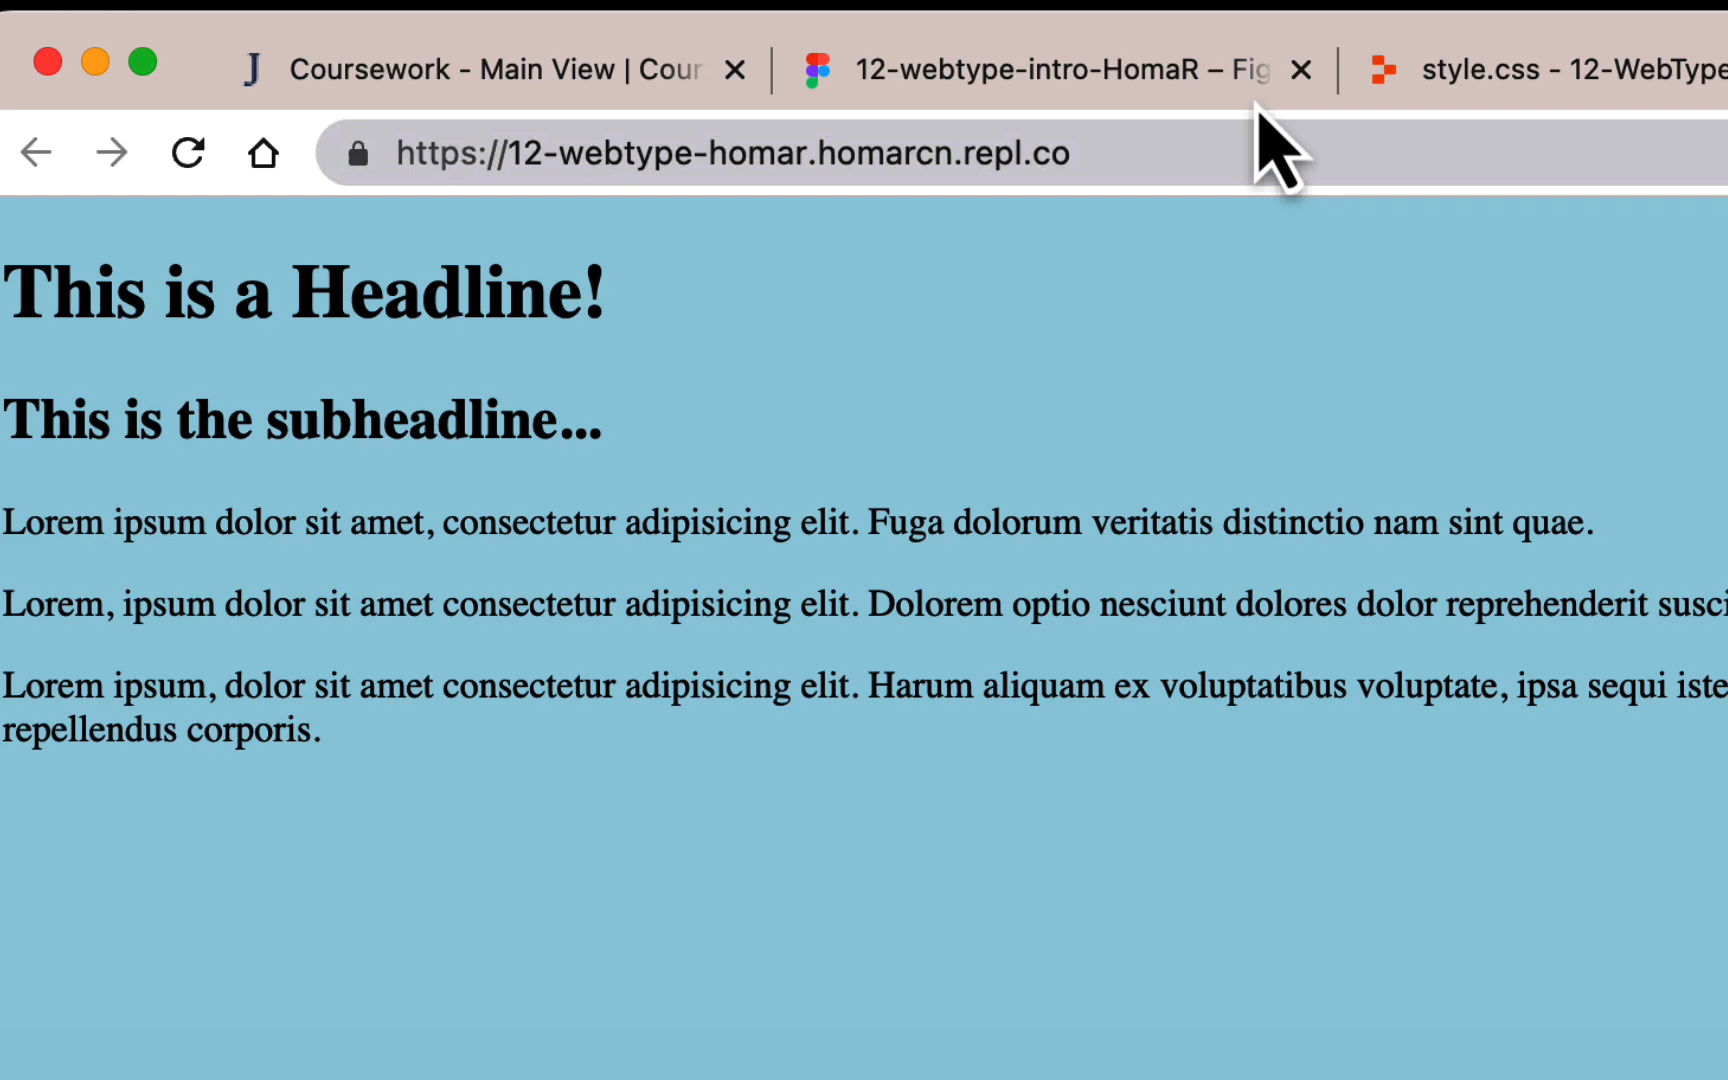 Coursework - Main View | Cour
12-webtype-intro-HomaR – Fig
style.css - 12-WebType
https://12-webtype-homar.homarcn.repl.co
This is a Headline!
This is the subheadline...
Lorem ipsum dolor sit amet, consectetur adipisicing elit. Fuga dolorum veritatis distinctio nam sint quae.
Lorem, ipsum dolor sit amet consectetur adipisicing elit. Dolorem optio nesciunt dolores dolor reprehenderit susci
Lorem ipsum, dolor sit amet consectetur adipisicing elit. Harum aliquam ex voluptatibus voluptate, ipsa sequi iste
repellendus corporis.